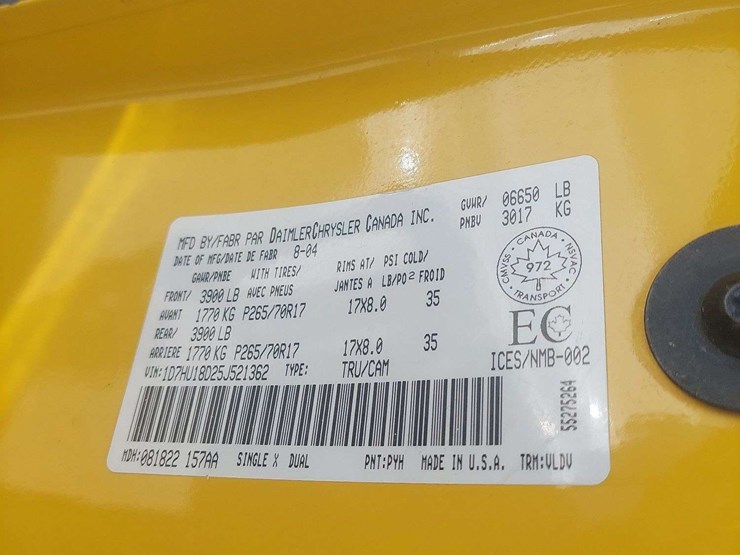 MFD BY/FABR PAR DAIMLERCHRYSLER CANADA INC.
DATE OF MFG/DATE DE FABR 8-04
GVWR/ 06650 LB
PNBV 3017 KG
GAWR/PNBE WITH TIRES/ RIMS AT/ PSI COLD/
FRONT/ 3900 LB AVEC PNEUS JANTES A LB/PO2 FROID
AVANT 1770 KG P265/70R17 17X8.0 35
REAR/ 3900 LB
ARRIERE 1770 KG P265/70R17 17X8.0 35
VIN:1D7HU18D25J521362 TYPE: TRU/CAM
CANADA
CMVSS 972 NSVAC
TRANSPORT
EC
ICES/NMB-002
55275264
MDH:081822 157AA SINGLE X DUAL PNT:PYH MADE IN U.S.A. TRM:VLDV